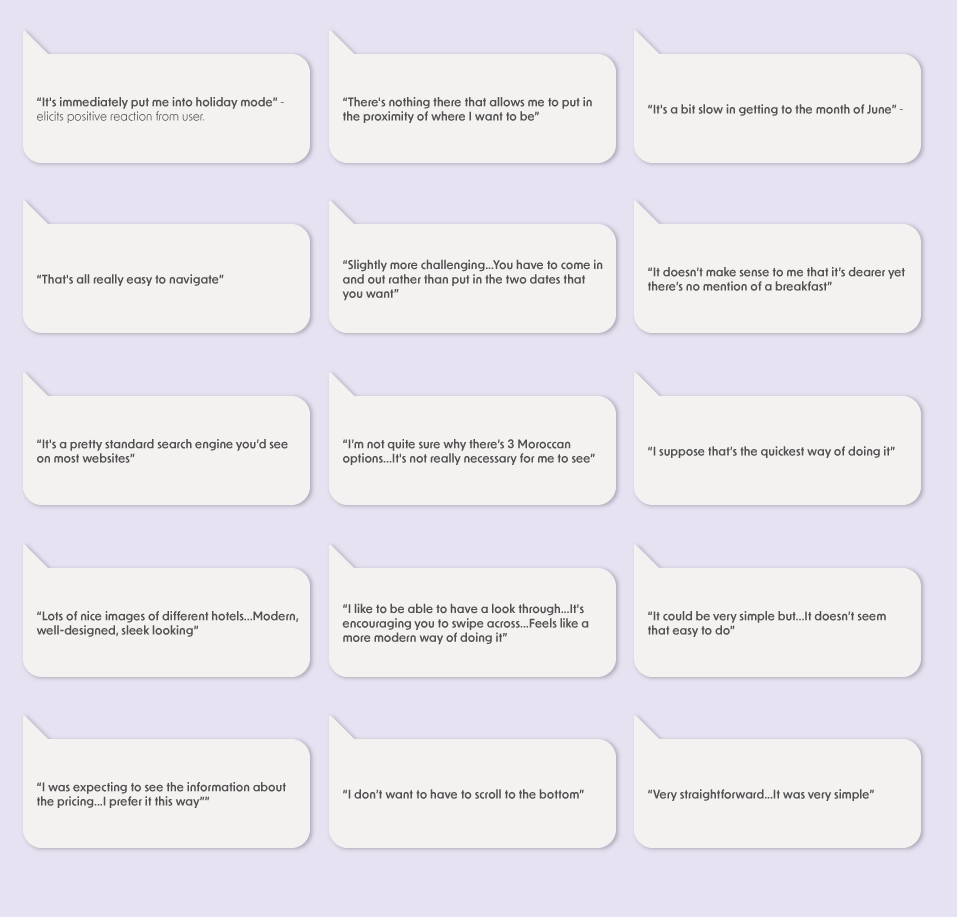 “It's immediately put me into holiday mode” -
elicits positive reaction from user.
“There's nothing there that allows me to put in
the proximity of where I want to be”
“It's a bit slow in getting to the month of June” -
“That's all really easy to navigate”
“Slightly more challenging...You have to come in
and out rather than put in the two dates that
you want”
“It doesn’t make sense to me that it’s dearer yet
there’s no mention of a breakfast”
“It's a pretty standard search engine you’d see
on most websites”
“I’m not quite sure why there’s 3 Moroccan
options...It's not really necessary for me to see”
“I suppose that’s the quickest way of doing it”
“Lots of nice images of different hotels...Modern,
well-designed, sleek looking”
“I like to be able to have a look through...It's
encouraging you to swipe across...Feels like a
more modern way of doing it”
“It could be very simple but...It doesn’t seem
that easy to do”
“I was expecting to see the information about
the pricing...I prefer it this way””
“I don’t want to have to scroll to the bottom”
“Very straightforward...It was very simple”